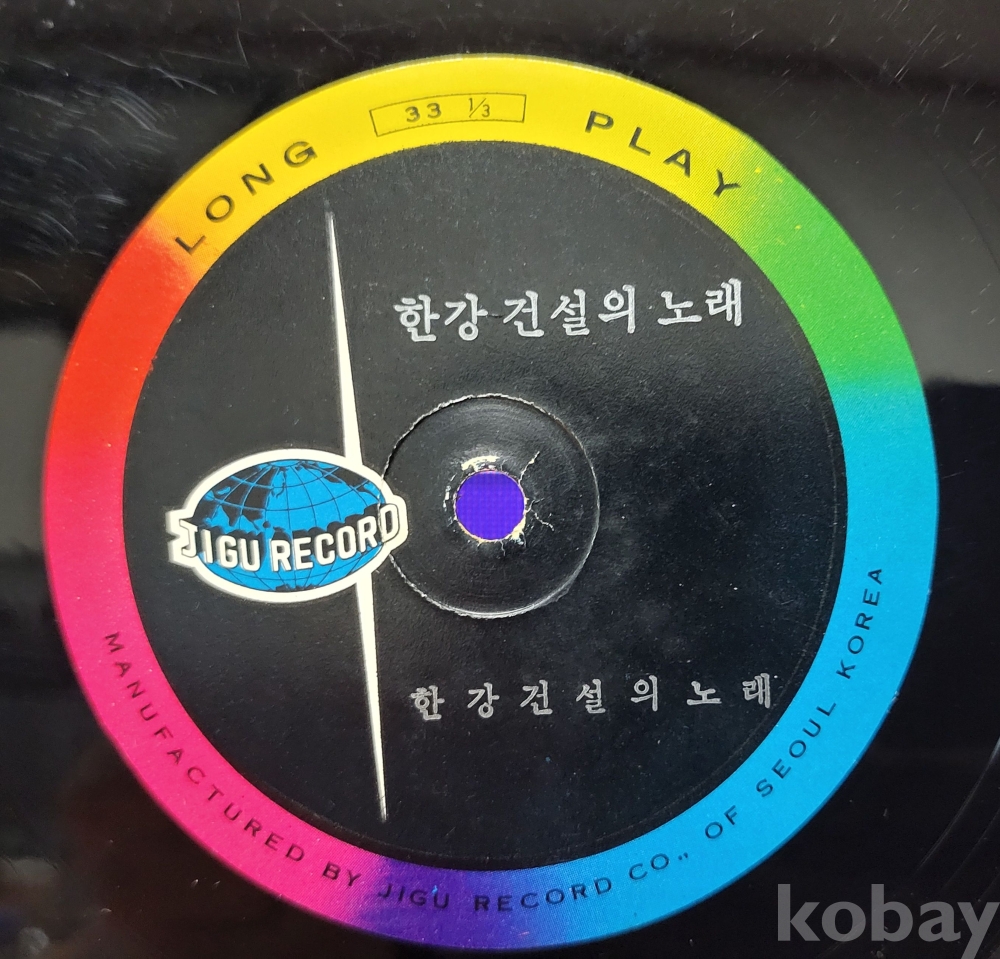 LONG 33 1/3 PLAY
한강 건설의 노래
JIGU RECORD
한강건설의노래
MANUFACTURED BY JIGU RECORD CO., OF SEOUL KOREA
kobay